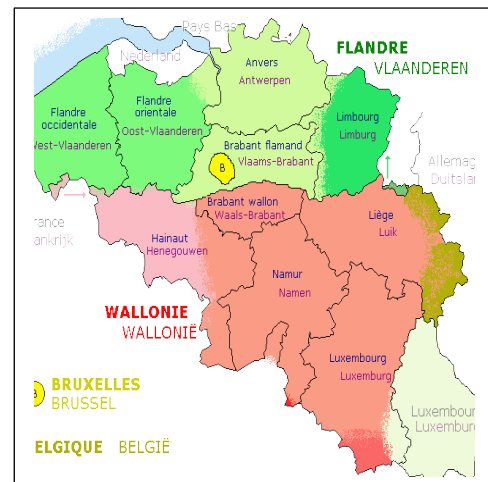 Pays Bas
Nederland
FLANDRE
VLAANDEREN
Anvers
Antwerpen
Flandre
occidentale
West-Vlaanderen
Flandre
orientale
Oost-Vlaanderen
Limbourg
Limburg
Brabant flamand
Vlaams-Brabant
B
Allemag
Duitslan
Brabant wallon
Waals-Brabant
Liège
Luik
rance
ankrijk
Hainaut
Henegouwen
Namur
Namen
WALLONIE
WALLONIË
Luxembourg
Luxemburg
B
BRUXELLES
BRUSSEL
Luxembour
Luxemburg
ELGIQUE BELGIË